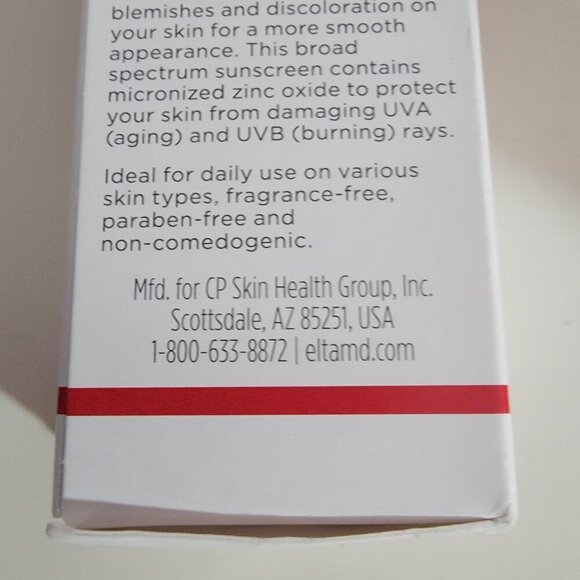 blemishes and discoloration on
your skin for a more smooth
appearance. This broad
spectrum sunscreen contains
micronized zinc oxide to protect
your skin from damaging UVA
(aging) and UVB (burning) rays.
Ideal for daily use on various
skin types, fragrance-free,
paraben-free and
non-comedogenic.
Mfd. for CP Skin Health Group, Inc.
Scottsdale, AZ 85251, USA
1-800-633-8872 | eltamd.com